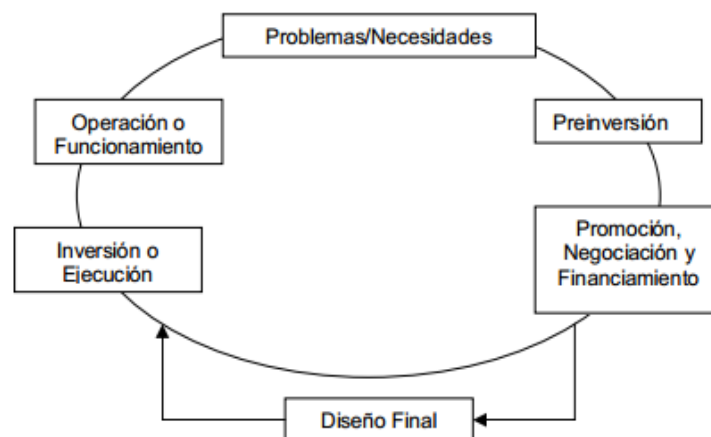 Problemas/Necesidades
Operación o
Funcionamiento
Preinversión
Inversión o
Ejecución
Promoción,
Negociación y
Financiamiento
Diseño Final